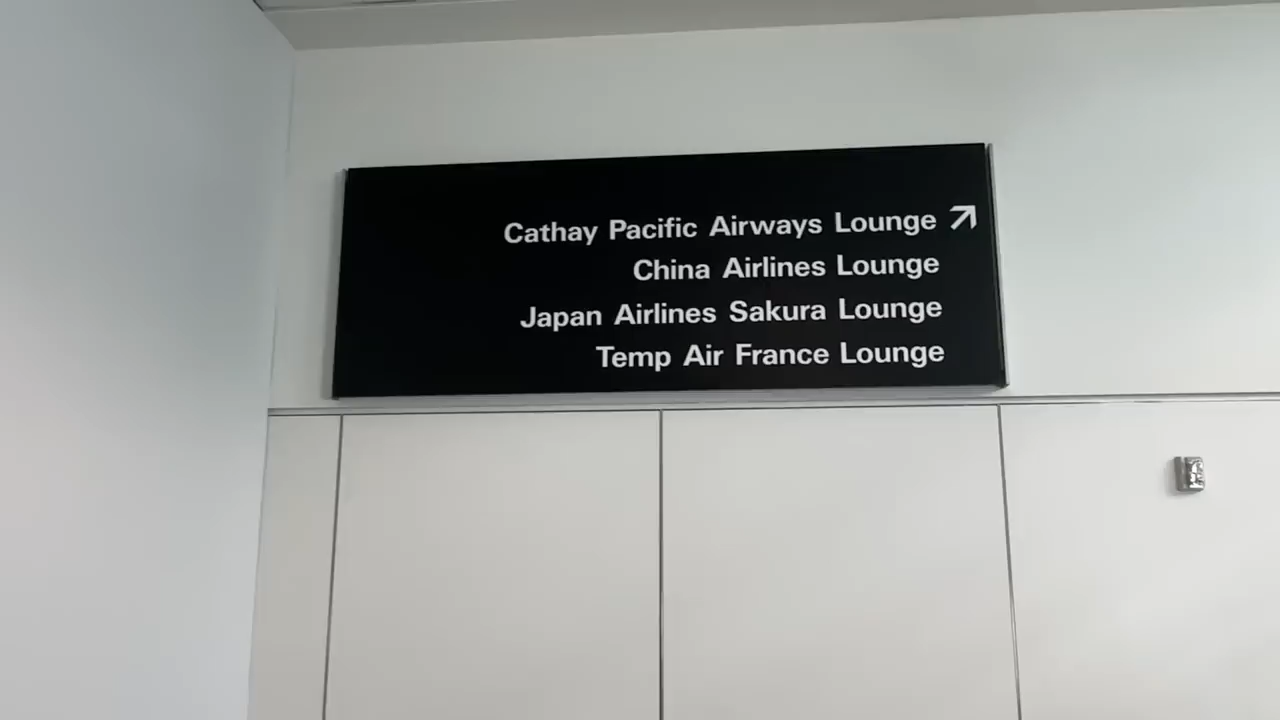 Cathay Pacific Airways Lounge
China Airlines Lounge
Japan Airlines Sakura Lounge
Temp Air France Lounge